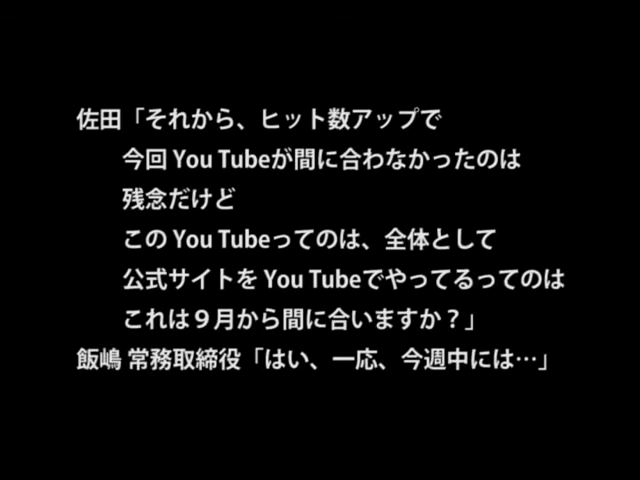 佐田「それから、ヒット数アップで
今回 You Tubeが間に合わなかったのは
残念だけど
この You Tubeってのは、全体として
公式サイトを You Tubeでやってるってのは
これは９月から間に合いますか？」
飯嶋 常務取締役「はい、一応、今週中には…」